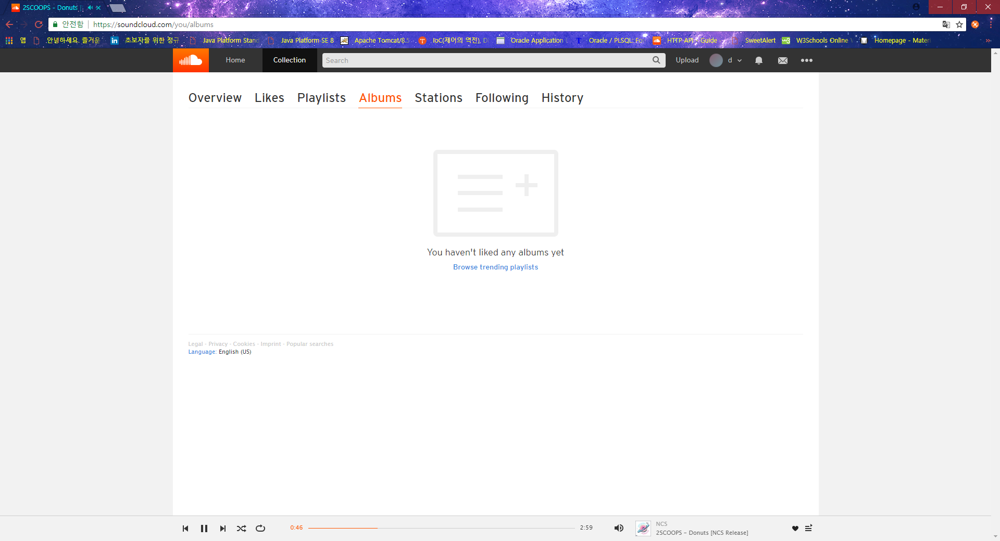 2SCOOPS - Donuts
안전함 https://soundcloud.com/you/albums
앱 안녕하세요. 즐거운 초보자를 위한 정규 Java Platform Stand Java Platform SE 8 Apache Tomcat/8.5 IoC(제어의 역전), D Oracle Application Oracle / PLSQL: HTTP API - Guide SweetAlert W3Schools Online Homepage - Mater
Home Collection Search Upload d
Overview Likes Playlists Albums Stations Following History
You haven't liked any albums yet
Browse trending playlists
Legal - Privacy - Cookies - Imprint - Popular searches
Language: English (US)
0:46 2:59 NCS
2SCOOPS – Donuts [NCS Release]